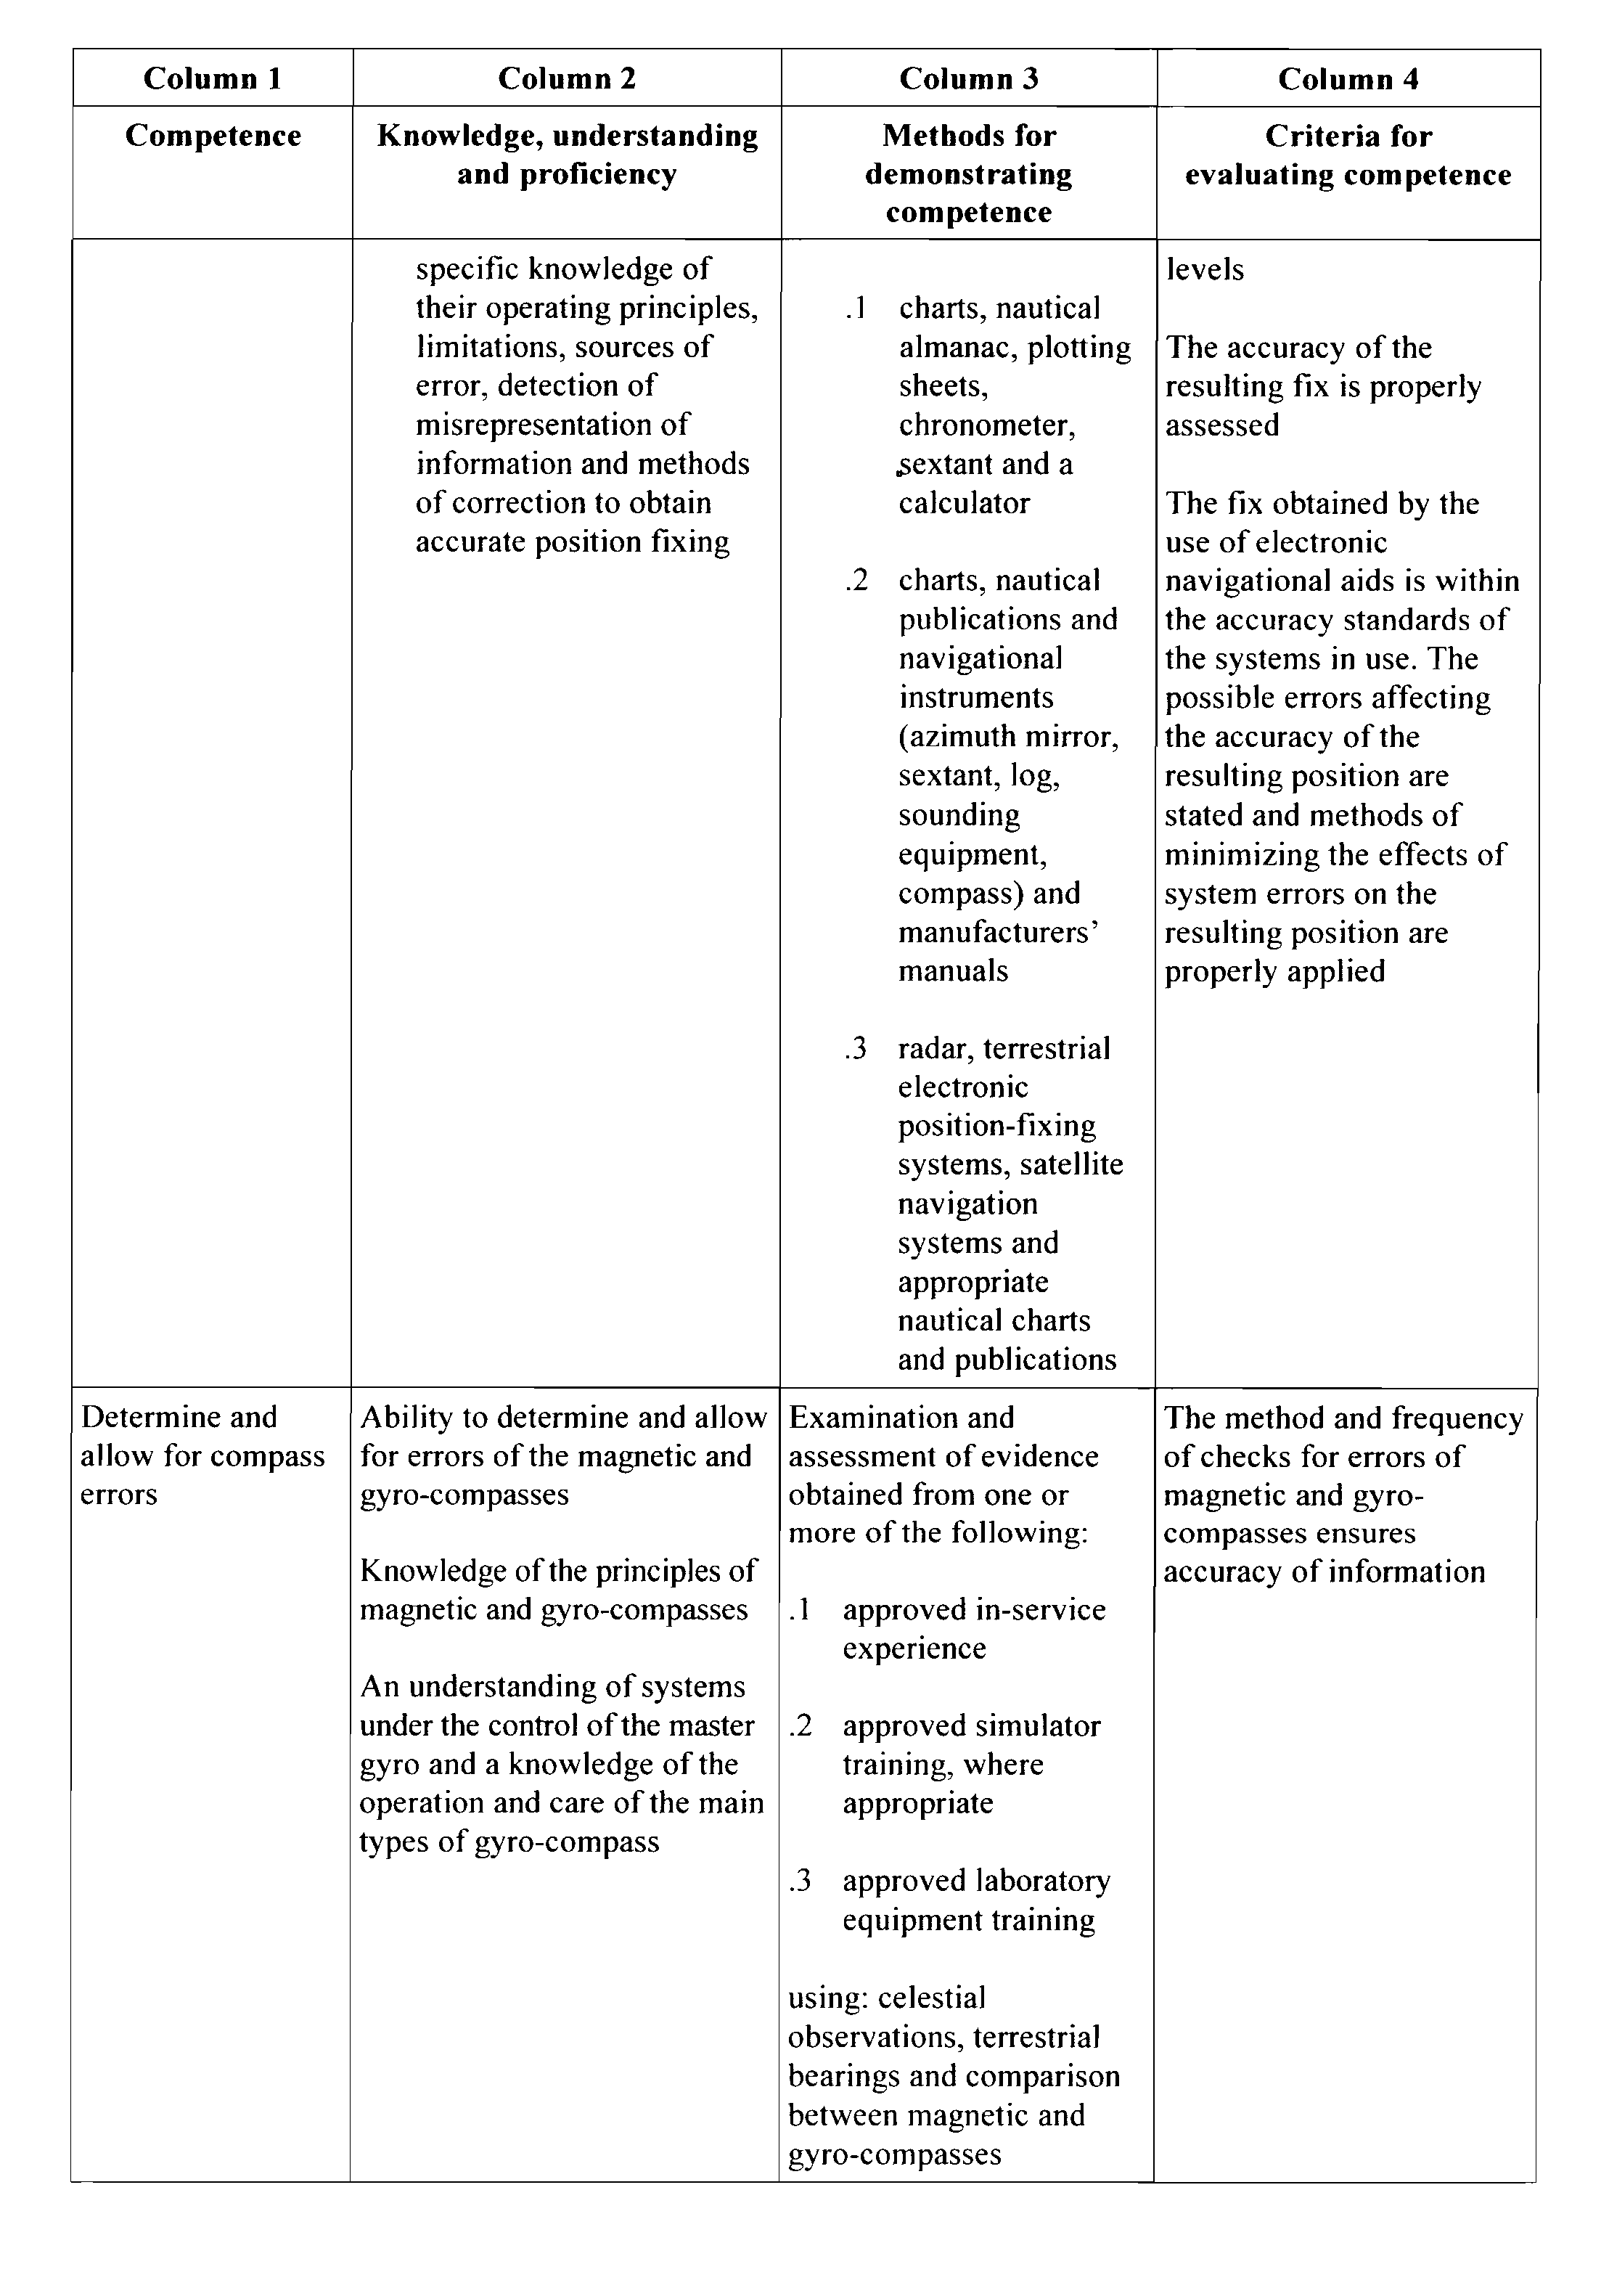 Column 1
Column 2
Column 3
Column 4
Competence
Knowledge, understanding
and proficiency
Methods for
demonstrating
competence
Criteria for
evaluating competence
specific knowledge of
their operating principles,
limitations, sources of
error, detection of
misrepresentation of
information and methods
of correction to obtain
accurate position fixing
.1 charts, nautical
almanac, plotting
sheets,
chronometer,
sextant and a
calculator
.2 charts, nautical
publications and
navigational
instruments
(azimuth mirror,
sextant, log,
sounding
equipment,
compass) and
manufacturers’
manuals
.3 radar, terrestrial
electronic
position-fixing
systems, satellite
navigation
systems and
appropriate
nautical charts
and publications
levels
The accuracy of the
resulting fix is properly
assessed
The fix obtained by the
use of electronic
navigational aids is within
the accuracy standards of
the systems in use. The
possible errors affecting
the accuracy of the
resulting position are
stated and methods of
minimizing the effects of
system errors on the
resulting position are
properly applied
Determine and
allow for compass
errors
Ability to determine and allow
for errors of the magnetic and
gyro-compasses
Knowledge of the principles of
magnetic and gyro-compasses
An understanding of systems
under the control of the master
gyro and a knowledge of the
operation and care of the main
types of gyro-compass
Examination and
assessment of evidence
obtained from one or
more of the following:
.1 approved in-service
experience
.2 approved simulator
training, where
appropriate
.3 approved laboratory
equipment training
using: celestial
observations, terrestrial
bearings and comparison
between magnetic and
gyro-compasses
The method and frequency
of checks for errors of
magnetic and gyro-
compasses ensures
accuracy of information